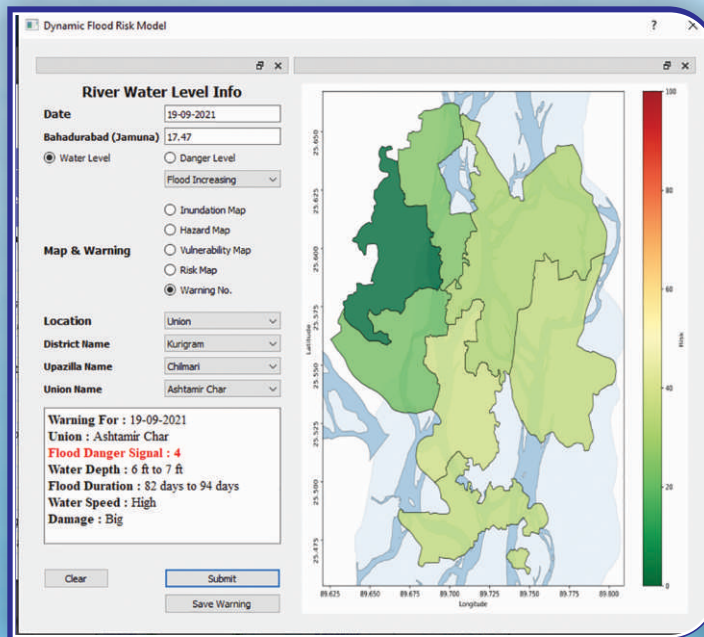 Dynamic Flood Risk Model
River Water Level Info
Date 19-09-2021
Bahadurabad (Jamuna) 17.47
Water Level Danger Level
Flood Increasing
Inundation Map
Hazard Map
Map & Warning Vulnerability Map
Risk Map
Warning No.
Location Union
District Name Kurigram
Upazilla Name Chilmari
Union Name Ashtamir Char
Warning For : 19-09-2021
Union : Ashtamir Char
Flood Danger Signal : 4
Water Depth : 6 ft to 7 ft
Flood Duration : 82 days to 94 days
Water Speed : High
Damage : Big
Clear Submit
Save Warning
Latitude
25.650
25.625
25.600
25.575
25.550
25.525
25.500
25.475
89.625 89.650 89.675 89.700 89.725 89.750 89.775 89.800
Longitude
100
80
60
40
20
0
Risk